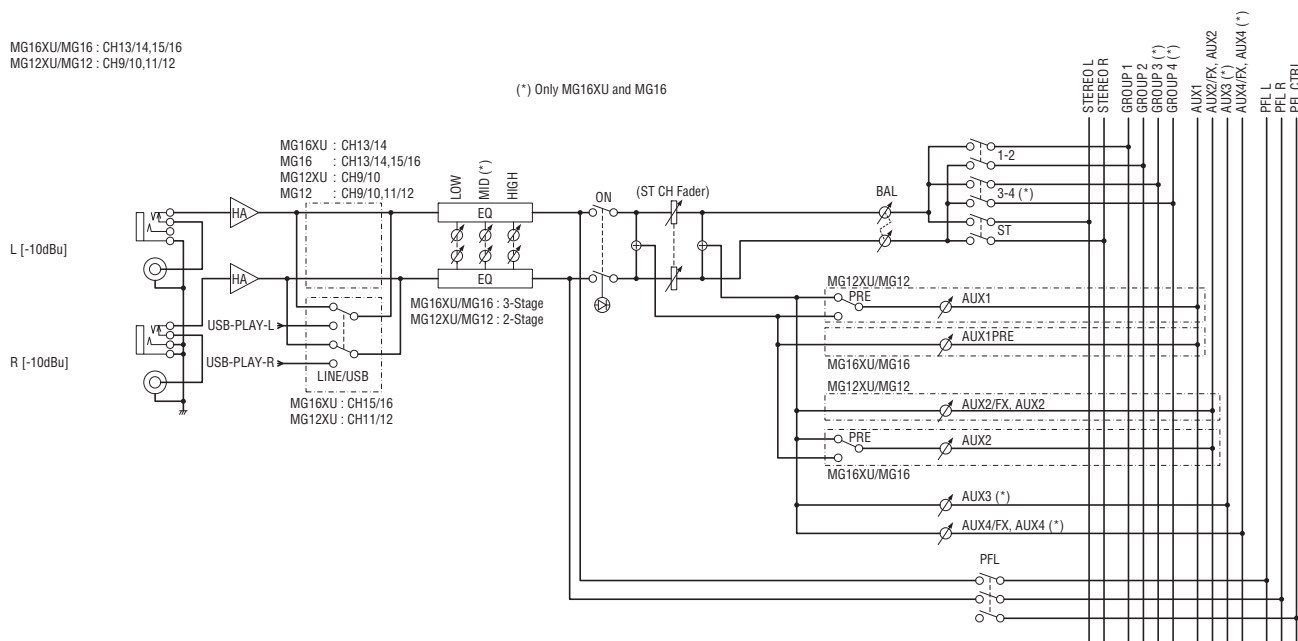 MG16XU/MG16 : CH13/14,15/16
MG12XU/MG12 : CH9/10,11/12
(*) Only MG16XU and MG16
STEREO L
STEREO R
GROUP 1
GROUP 2
GROUP 3 (*)
GROUP 4 (*)
AUX1
AUX2/FX, AUX2
AUX3 (*)
AUX4/FX, AUX4 (*)
PFL L
PFL R
PFL CTRL
MG16XU : CH13/14
MG16 : CH13/14,15/16
MG12XU : CH9/10
MG12 : CH9/10,11/12
LOW
MID (*)
HIGH
ON
(ST CH Fader)
BAL
1-2
3-4 (*)
ST
HA
EQ
L [-10dBu]
HA
EQ
MG16XU/MG16 : 3-Stage
MG12XU/MG12 : 2-Stage
USB-PLAY-L
USB-PLAY-R
LINE/USB
R [-10dBu]
MG16XU : CH15/16
MG12XU : CH11/12
MG12XU/MG12
PRE
AUX1
AUX1PRE
MG16XU/MG16
MG12XU/MG12
AUX2/FX, AUX2
PRE
AUX2
MG16XU/MG16
AUX3 (*)
AUX4/FX, AUX4 (*)
PFL